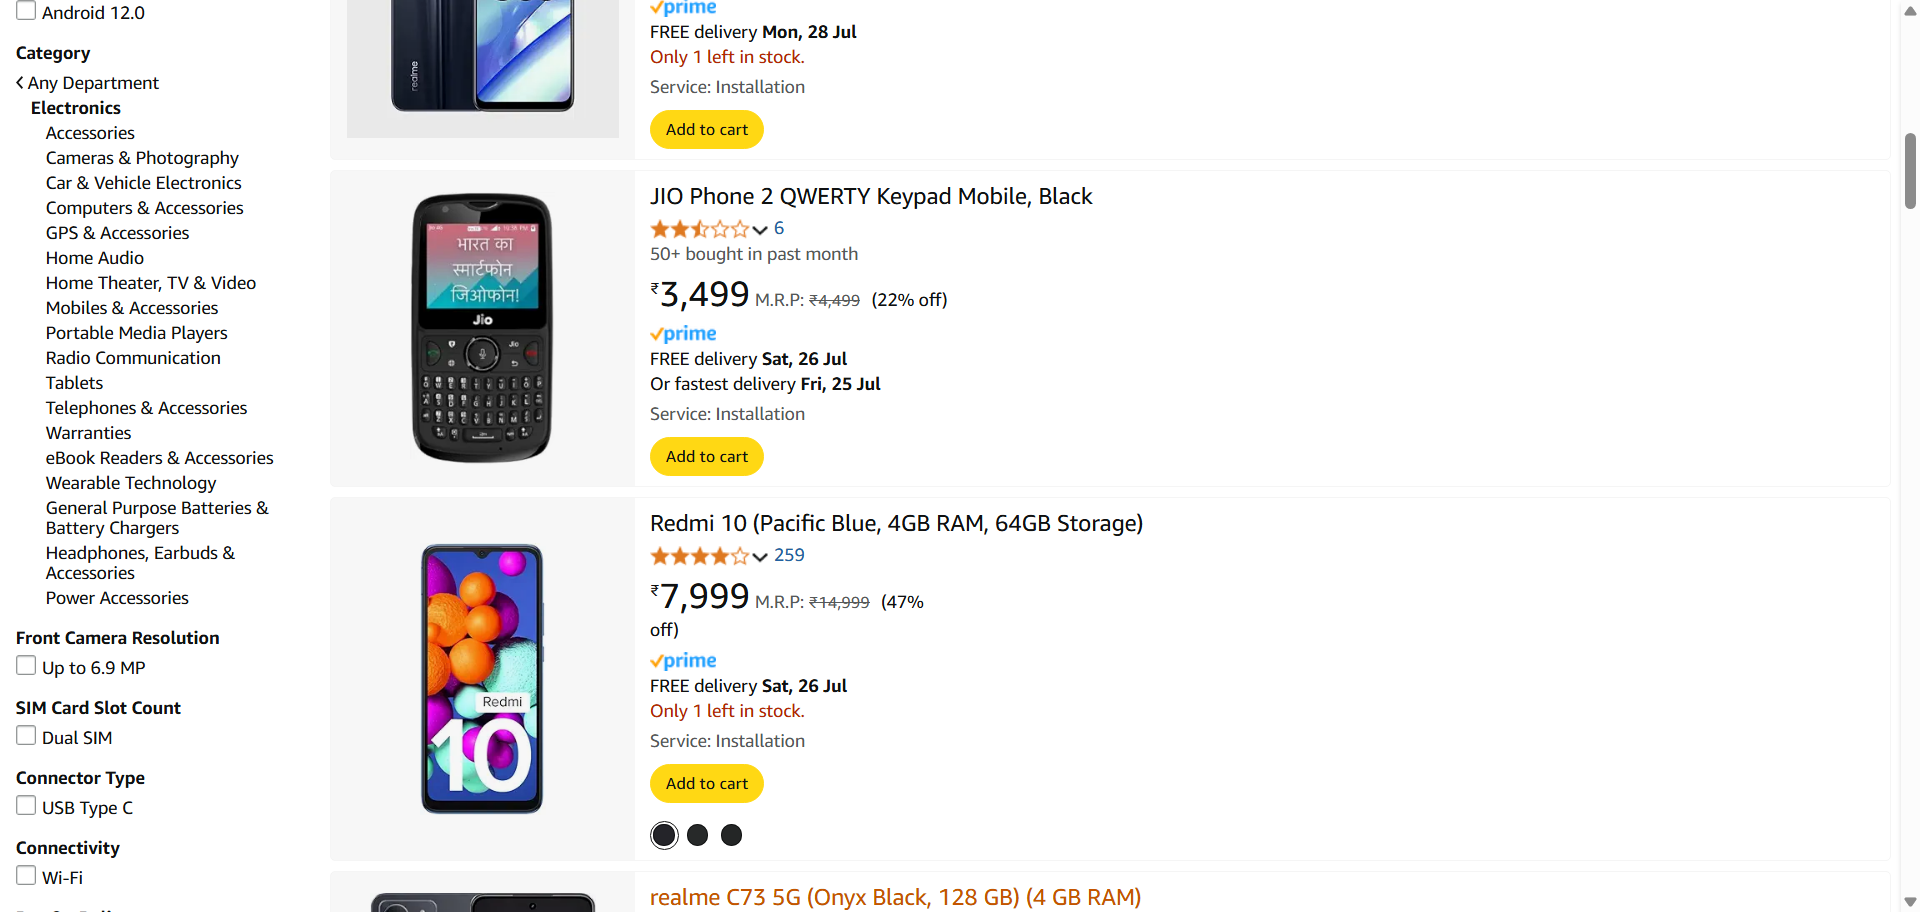 Android 12.0
Category
Any Department
Electronics
Accessories
Cameras & Photography
Car & Vehicle Electronics
Computers & Accessories
GPS & Accessories
Home Audio
Home Theater, TV & Video
Mobiles & Accessories
Portable Media Players
Radio Communication
Tablets
Telephones & Accessories
Warranties
eBook Readers & Accessories
Wearable Technology
General Purpose Batteries &
Battery Chargers
Headphones, Earbuds &
Accessories
Power Accessories
Front Camera Resolution
Up to 6.9 MP
SIM Card Slot Count
Dual SIM
Connector Type
USB Type C
Connectivity
Wi-Fi
realme
prime
FREE delivery Mon, 28 Jul
Only 1 left in stock.
Service: Installation
Add to cart
भारत का
स्मार्टफोन
जिओफोन!
Jio
JIO Phone 2 QWERTY Keypad Mobile, Black
6
50+ bought in past month
₹3,499 M.R.P: ₹4,499 (22% off)
prime
FREE delivery Sat, 26 Jul
Or fastest delivery Fri, 25 Jul
Service: Installation
Add to cart
Redmi
10
Redmi 10 (Pacific Blue, 4GB RAM, 64GB Storage)
259
₹7,999 M.R.P: ₹14,999 (47%
off)
prime
FREE delivery Sat, 26 Jul
Only 1 left in stock.
Service: Installation
Add to cart
realme C73 5G (Onyx Black, 128 GB) (4 GB RAM)